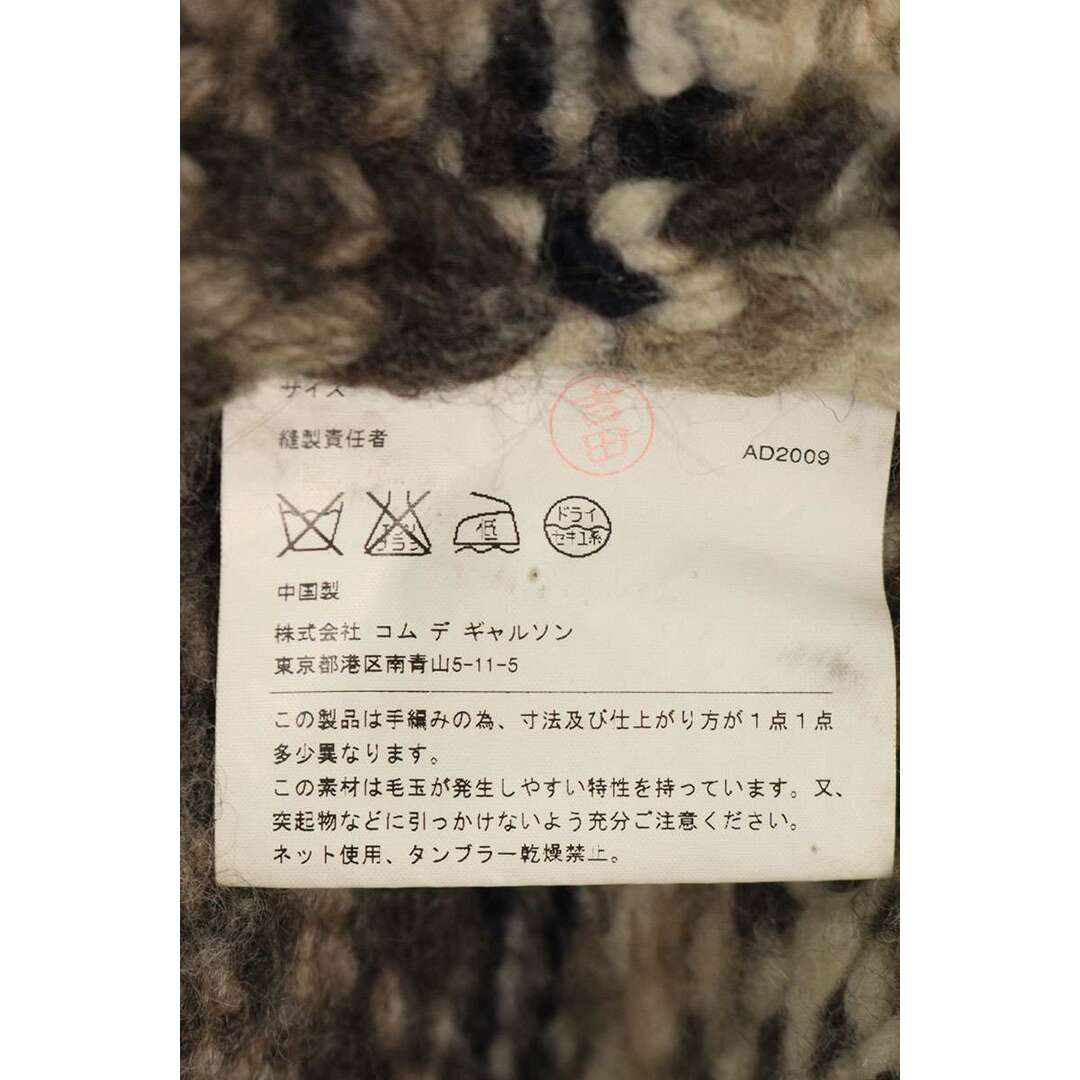 サイズ
縫製責任者
吉田
AD2009
エンソ
サラシ
低
ドライ
セキユ系
中国製
株式会社 コム デ ギャルソン
東京都港区南青山5-11-5
この製品は手編みの為、寸法及び仕上がり方が1点1点
多少異なります。
この素材は毛玉が発生しやすい特性を持っています。又、
突起物などに引っかけないよう充分ご注意ください。
ネット使用、タンブラー乾燥禁止。